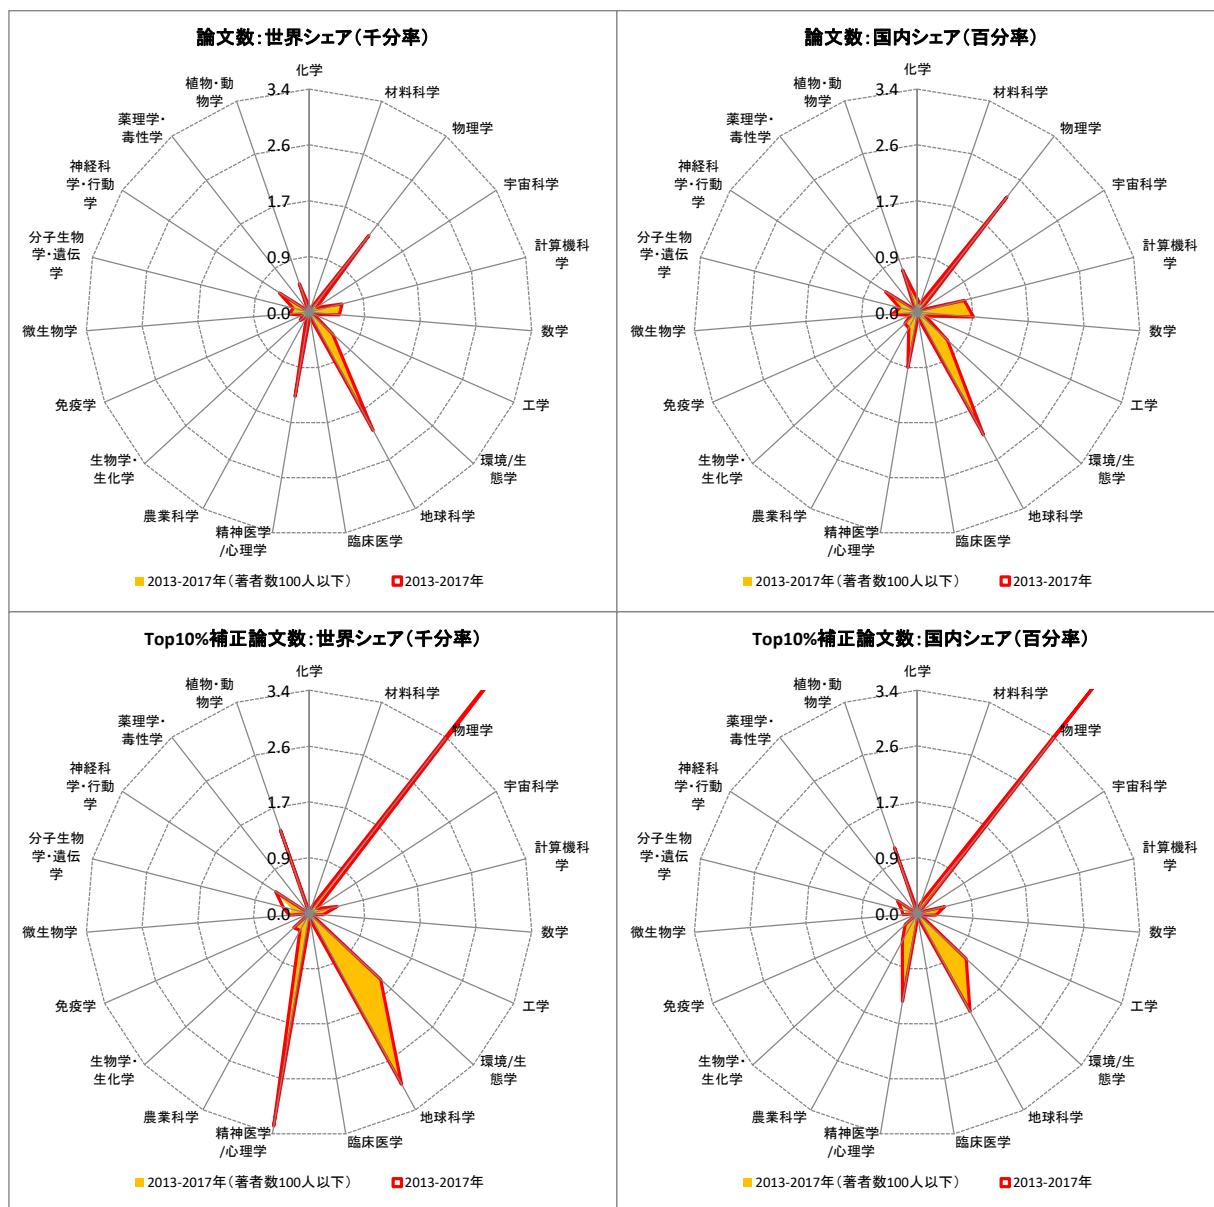 論文数：世界シェア（千分率）
化学
材料科学
物理学
宇宙科学
計算機科
学
数学
工学
環境/生
態学
地球科学
臨床医学
精神医学
/心理学
農業科学
生物学・
生化学
免疫学
微生物学
分子生物
学・遺伝
学
神経科
学・行動
学
薬理学・
毒性学
植物・動
物学
3.4
2.6
1.7
0.9
0.0
2013-2017年（著者数100人以下）
2013-2017年
論文数：国内シェア（百分率）
化学
材料科学
物理学
宇宙科学
計算機科
学
数学
工学
環境/生
態学
地球科学
臨床医学
精神医学
/心理学
農業科学
生物学・
生化学
免疫学
微生物学
分子生物
学・遺伝
学
神経科
学・行動
学
薬理学・
毒性学
植物・動
物学
3.4
2.6
1.7
0.9
0.0
2013-2017年（著者数100人以下）
2013-2017年
Top10%補正論文数：世界シェア（千分率）
化学
材料科学
物理学
宇宙科学
計算機科
学
数学
工学
環境/生
態学
地球科学
臨床医学
精神医学
/心理学
農業科学
生物学・
生化学
免疫学
微生物学
分子生物
学・遺伝
学
神経科
学・行動
学
薬理学・
毒性学
植物・動
物学
3.4
2.6
1.7
0.9
0.0
2013-2017年（著者数100人以下）
2013-2017年
Top10%補正論文数：国内シェア（百分率）
化学
材料科学
物理学
宇宙科学
計算機科
学
数学
工学
環境/生
態学
地球科学
臨床医学
精神医学
/心理学
農業科学
生物学・
生化学
免疫学
微生物学
分子生物
学・遺伝
学
神経科
学・行動
学
薬理学・
毒性学
植物・動
物学
3.4
2.6
1.7
0.9
0.0
2013-2017年（著者数100人以下）
2013-2017年